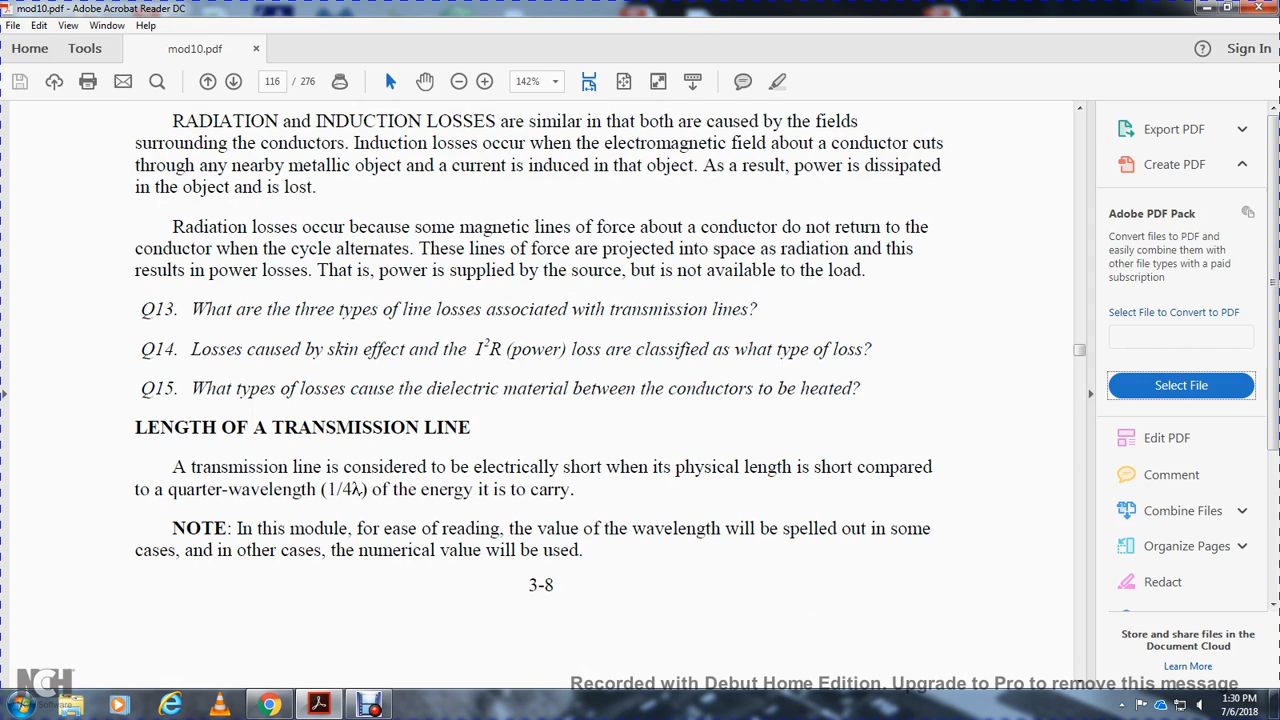 mod10.pdf - Adobe Acrobat Reader DC
File Edit View Window Help
Home Tools mod10.pdf × Sign In
116 / 276 142%
RADIATION and INDUCTION LOSSES are similar in that both are caused by the fields
surrounding the conductors. Induction losses occur when the electromagnetic field about a conductor cuts
through any nearby metallic object and a current is induced in that object. As a result, power is dissipated
in the object and is lost.
Radiation losses occur because some magnetic lines of force about a conductor do not return to the
conductor when the cycle alternates. These lines of force are projected into space as radiation and this
results in power losses. That is, power is supplied by the source, but is not available to the load.
Q13. What are the three types of line losses associated with transmission lines?
Q14. Losses caused by skin effect and the I²R (power) loss are classified as what type of loss?
Q15. What types of losses cause the dielectric material between the conductors to be heated?
LENGTH OF A TRANSMISSION LINE
A transmission line is considered to be electrically short when its physical length is short compared
to a quarter-wavelength (1/4λ) of the energy it is to carry.
NOTE: In this module, for ease of reading, the value of the wavelength will be spelled out in some
cases, and in other cases, the numerical value will be used.
3-8
Export PDF
Create PDF
Adobe PDF Pack
Convert files to PDF and
easily combine them with
other file types with a paid
subscription
Select File to Convert to PDF
Select File
Edit PDF
Comment
Combine Files
Organize Pages
Redact
Store and share files in the
Document Cloud
Learn More
NCH
Software
Recorded with Debut Home Edition. Upgrade to Pro to remove this message
1:30 PM
7/6/2018